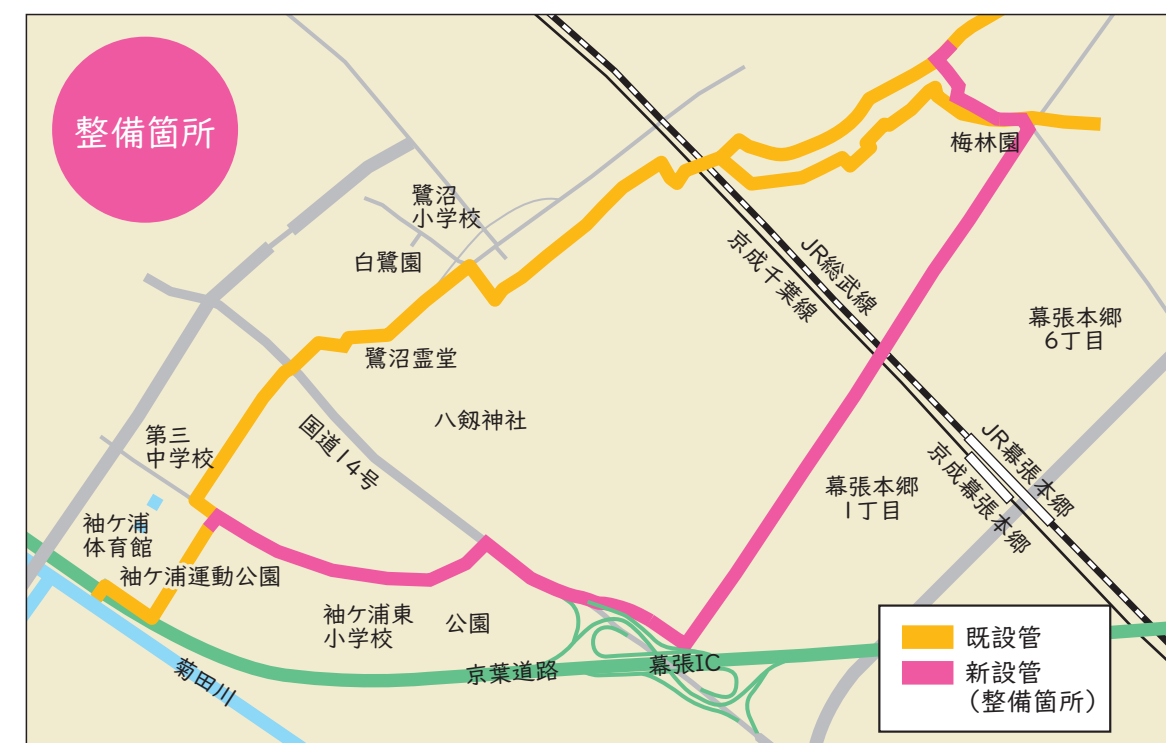 整備箇所
梅林園
鷺沼
小学校
白鷺園
JR総武線
京成千葉線
幕張本郷
6丁目
鷺沼霊堂
八剱神社
国道14号
第三
中学校
JR幕張本郷
京成幕張本郷
幕張本郷
1丁目
袖ケ浦
体育館
袖ケ浦運動公園
袖ケ浦東
小学校
公園
京葉道路
幕張IC
菊田川
既設管
新設管
(整備箇所)